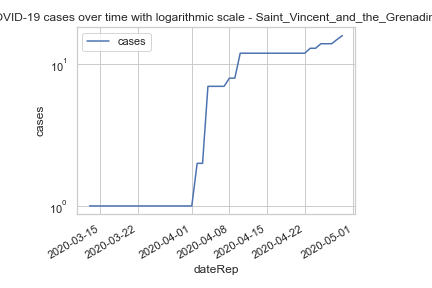 OVID-19 cases over time with logarithmic scale - Saint_Vincent_and_the_Grenadin
cases
10¹
10⁰
cases
2020-03-15
2020-03-22
2020-04-01
2020-04-08
2020-04-15
2020-04-22
2020-05-01
dateRep